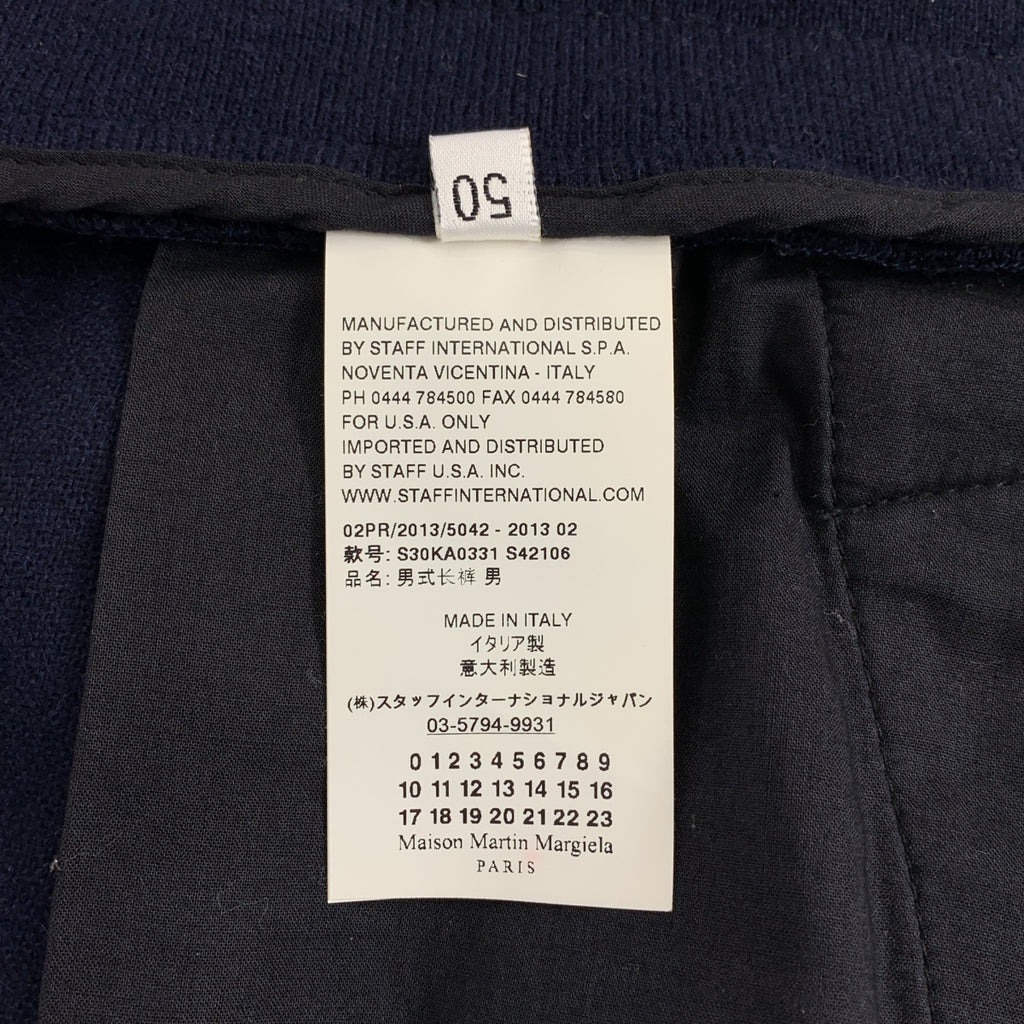 50
MANUFACTURED AND DISTRIBUTED
BY STAFF INTERNATIONAL S.P.A.
NOVENTA VICENTINA - ITALY
PH 0444 784500 FAX 0444 784580
FOR U.S.A. ONLY
IMPORTED AND DISTRIBUTED
BY STAFF U.S.A. INC.
WWW.STAFFINTERNATIONAL.COM
02PR/2013/5042 - 2013 02
款号: S30KA0331 S42106
品名: 男式长裤 男
MADE IN ITALY
イタリア製
意大利製造
(株)スタッフインターナショナルジャパン
03-5794-9931
0 1 2 3 4 5 6 7 8 9
10 11 12 13 14 15 16
17 18 19 20 21 22 23
Maison Martin Margiela
PARIS